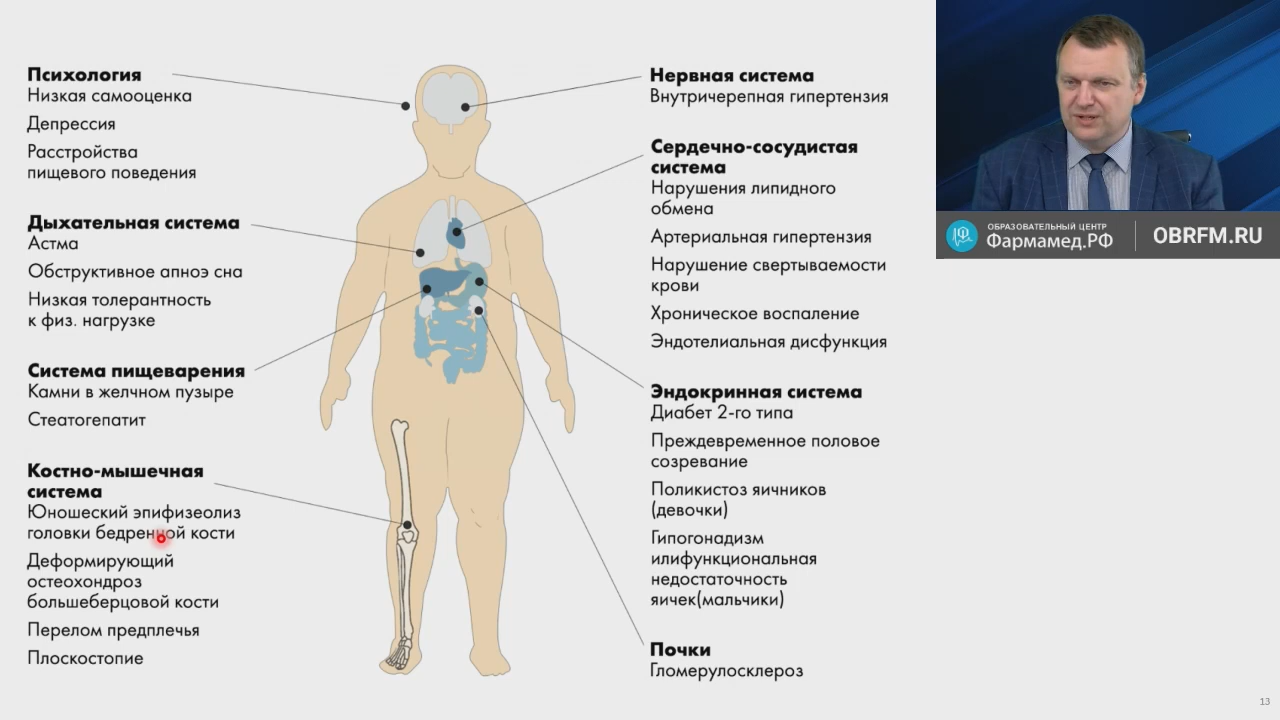 Психология
Низкая самооценка
Депрессия
Расстройства
пищевого поведения
Дыхательная система
Астма
Обструктивное апноэ сна
Низкая толерантность
к физ. нагрузке
Система пищеварения
Камни в желчном пузыре
Стеатогепатит
Костно-мышечная
система
Юношеский эпифизеолиз
головки бедренной кости
Деформирующий
остеохондроз
большеберцовой кости
Перелом предплечья
Плоскостопие
Нервная система
Внутричерепная гипертензия
Сердечно-сосудистая
система
Нарушения липидного
обмена
Артериальная гипертензия
Нарушение свертываемости
крови
Хроническое воспаление
Эндотелиальная дисфункция
Эндокринная система
Диабет 2-го типа
Преждевременное половое
созревание
Поликистоз яичников
(девочки)
Гипогонадизм
илифункциональная
недостаточность
яичек(мальчики)
Почки
Гломерулосклероз
ОБРАЗОВАТЕЛЬНЫЙ ЦЕНТР
Фармамед.РФ
OBRFM.RU
13